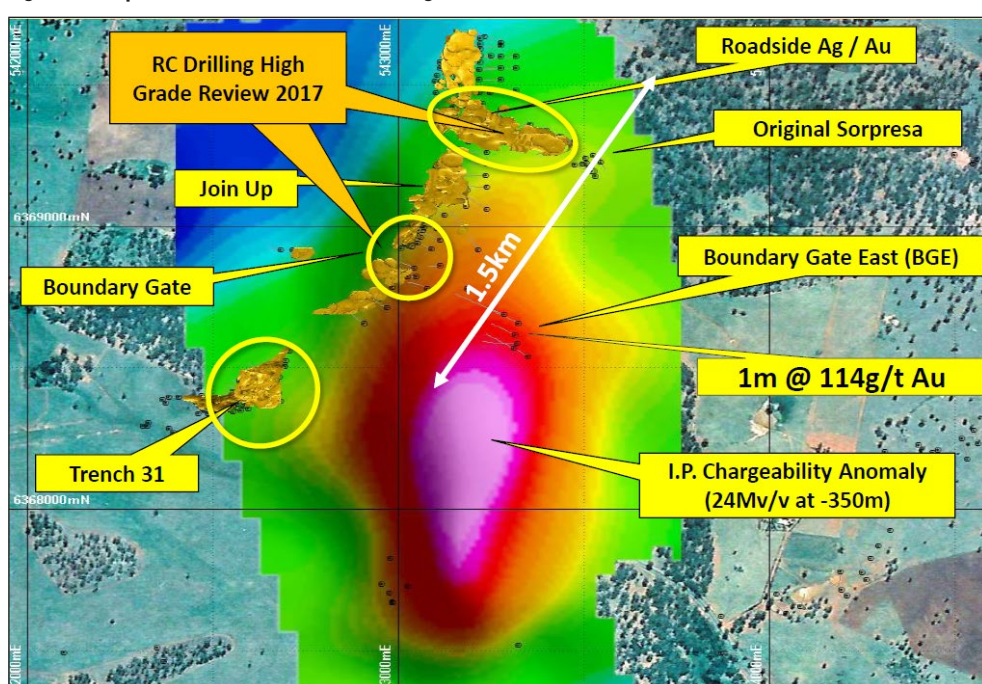 542000mE
543000mE
RC Drilling High
Grade Review 2017
Roadside Ag / Au
Original Sorpresa
Join Up
6369000mN
1.5km
Boundary Gate
Boundary Gate East (BGE)
1m @ 114g/t Au
Trench 31
I.P. Chargeability Anomaly
(24Mv/v at -350m)
6368000mN